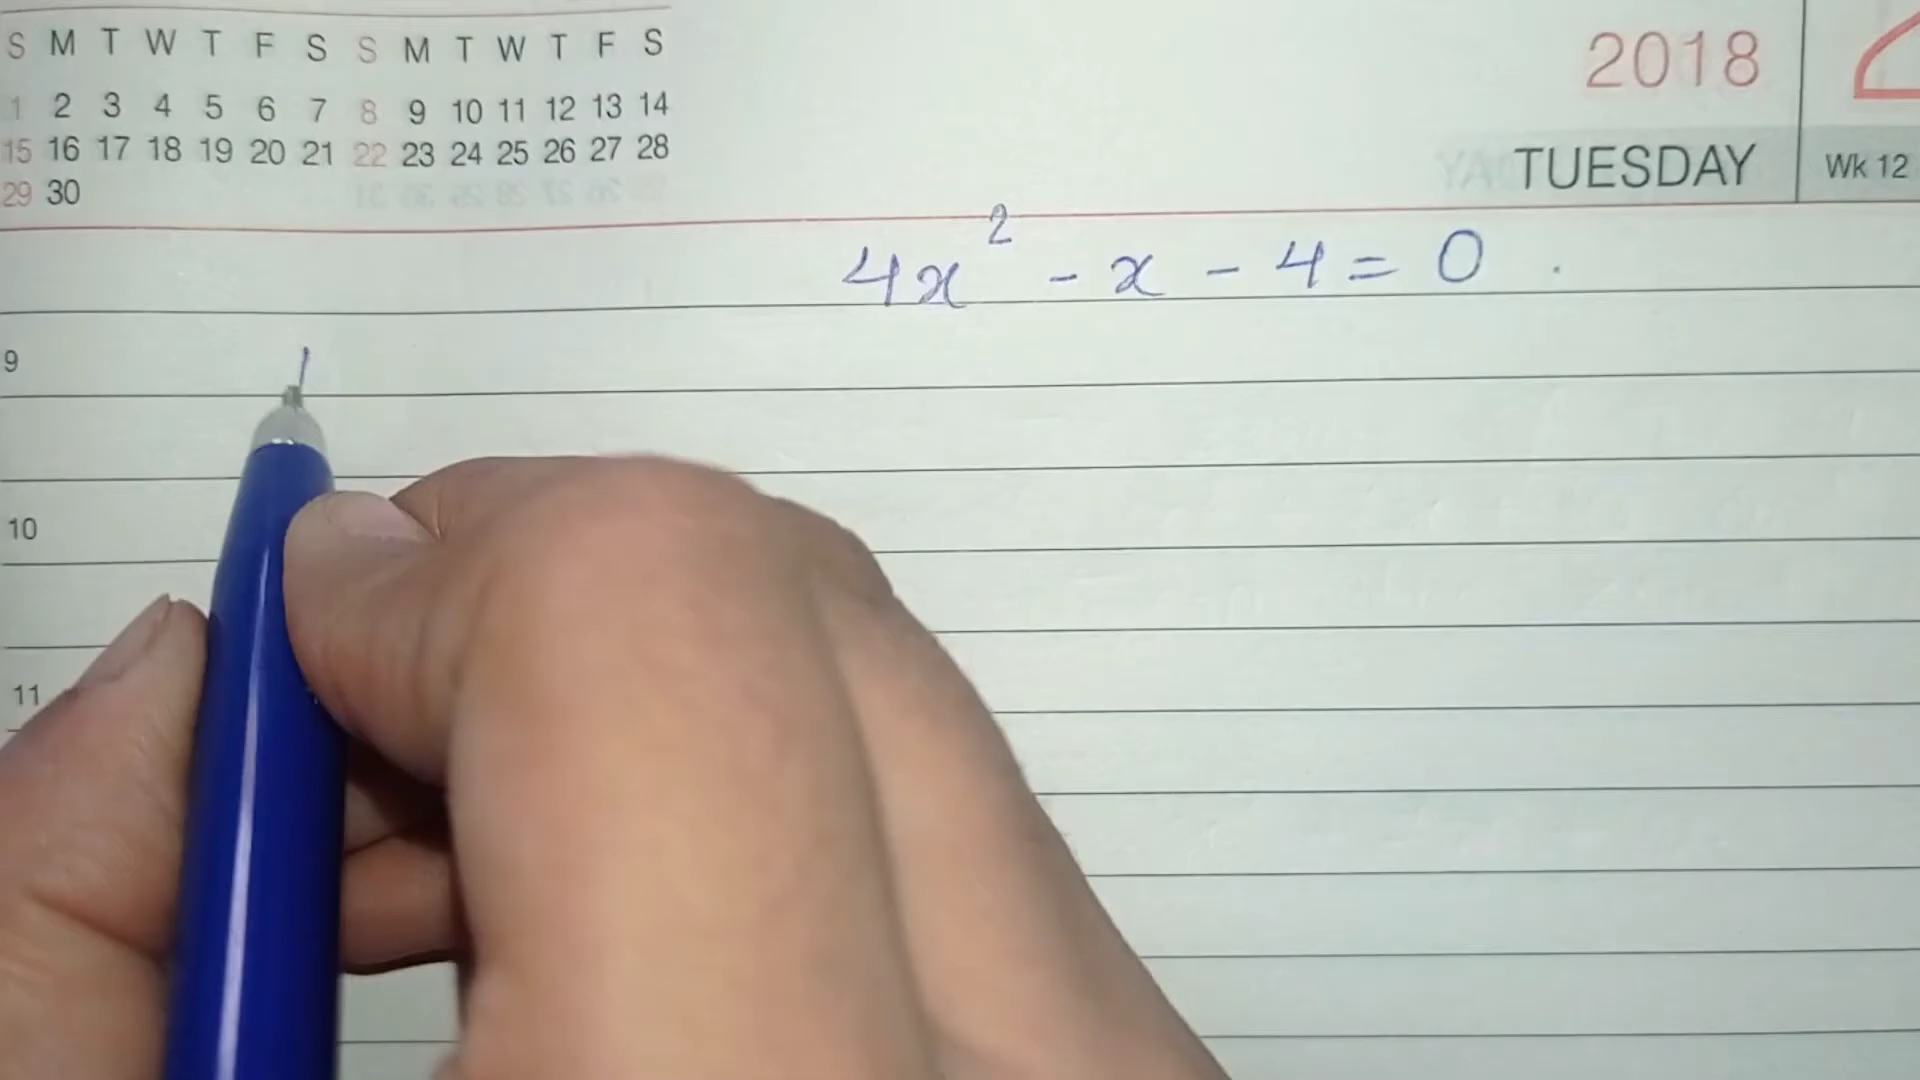 S M T W T F S S M T W T F S
1 2 3 4 5 6 7 8 9 10 11 12 13 14
15 16 17 18 19 20 21 22 23 24 25 26 27 28
29 30
2018
TUESDAY
Wk 12
4x² - x - 4 = 0
9
10
11